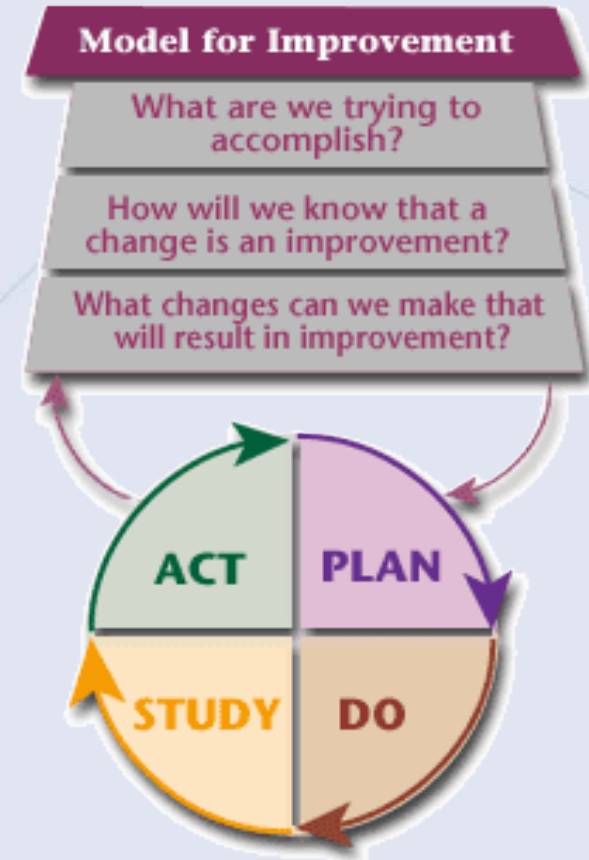 Model for Improvement
What are we trying to
accomplish?
How will we know that a
change is an improvement?
What changes can we make that
will result in improvement?
ACT
PLAN
STUDY
DO